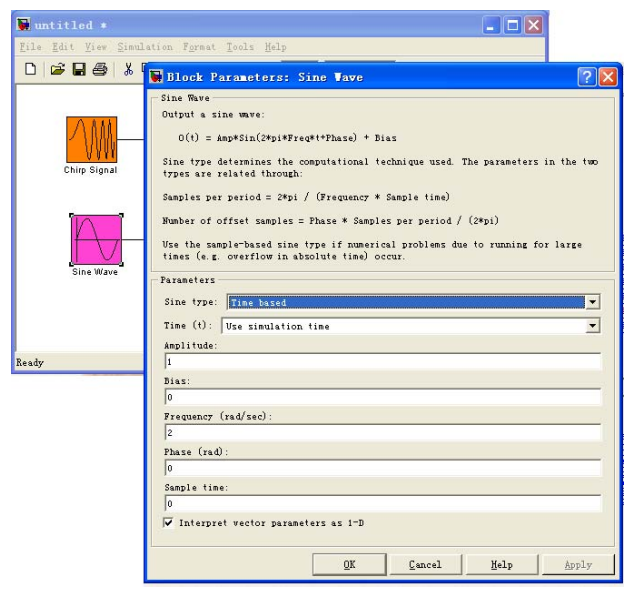 untitled *
File Edit View Simulation Format Tools Help
Chirp Signal
Sine Wave
Ready
Block Parameters: Sine Wave
Sine Wave
Output a sine wave:
O(t) = Amp*Sin(2*pi*Freq*t+Phase) + Bias
Sine type determines the computational technique used. The parameters in the two
types are related through:
Samples per period = 2*pi / (Frequency * Sample time)
Number of offset samples = Phase * Samples per period / (2*pi)
Use the sample-based sine type if numerical problems due to running for large
times (e.g. overflow in absolute time) occur.
Parameters
Sine type: Time based
Time (t): Use simulation time
Amplitude:
1
Bias:
0
Frequency (rad/sec):
2
Phase (rad):
0
Sample time:
0
Interpret vector parameters as 1-D
OK Cancel Help Apply